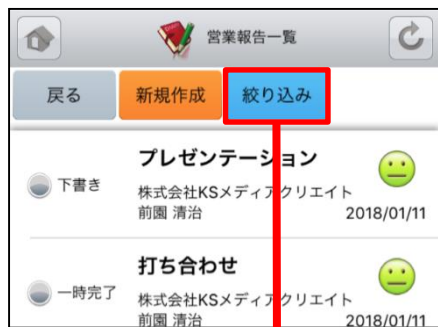 営業報告一覧
戻る 新規作成 絞り込み
プレゼンテーション
下書き
株式会社KSメディアクリエイト
前園 清治 2018/01/11
打ち合わせ
一時完了
株式会社KSメディアクリエイト
前園 清治 2018/01/11